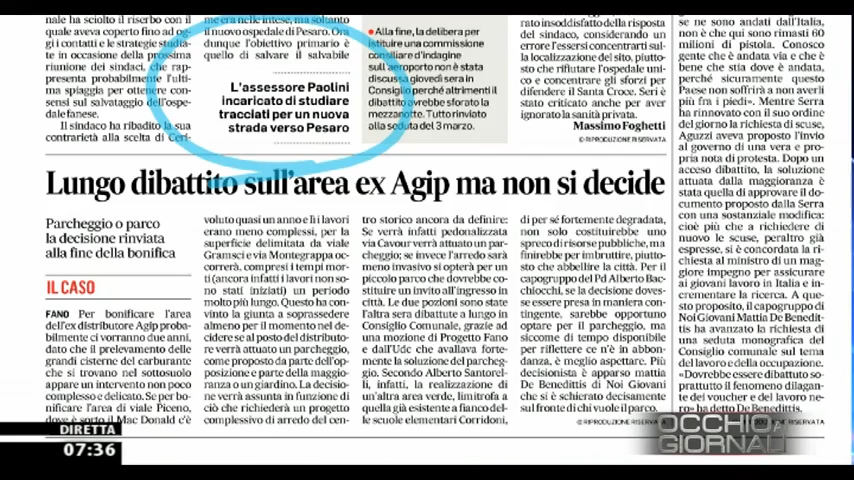 nale ha sciolto il riserbo con il
quale aveva coperto fino ad og-
gi i contatti e le strategie studia-
te in occasione della prossima
riunione dei sindaci, che rap-
presenta probabilmente l'ulti-
ma spiaggia per ottenere con-
sensi sul salvataggio dell'ospe-
dale fanese.
Il sindaco ha ribadito la sua
contrarietà alla scelta di Ceri-
me era nelle intese, ma soltanto
il nuovo ospedale di Pesaro. Ora
dunque l'obiettivo primario è
quello di salvare il salvabile
L'assessore Paolini
incaricato di studiare
tracciati per un nuova
strada verso Pesaro
Alla fine, la delibera per
istituire una commissione
consiliare d'indagine
sull'aeroporto non è stata
discussa giovedì sera in
Consiglio perché altrimenti il
dibattito avrebbe sforato la
mezzanotte. Tutto rinviato
alla seduta del 3 marzo.
rato insoddisfatto della risposta
del sindaco, considerando un
errore l'essersi concentrati sul-
la localizzazione del sito, piutto-
sto che rifiutare l'ospedale uni-
co e concentrare gli sforzi per
difendere il Santa Croce. Seri è
stato criticato anche per aver
ignorato la sanità privata.
Massimo Foghetti
© RIPRODUZIONE RISERVATA
Lungo dibattito sull'area ex Agip ma non si decide
Parcheggio o parco
la decisione rinviata
alla fine della bonifica
IL CASO
FANO Per bonificare l'area
dell'ex distributore Agip proba-
bilmente ci vorranno due anni,
dato che il prelevamento delle
grandi cisterne del carburante
che si trovano nel sottosuolo
appare un intervento non poco
complesso e delicato. Se per bo-
nificare l'area di viale Piceno,
dove è sorto il Mac Donald c'è
voluto quasi un anno e lì i lavori
erano meno complessi, per la
superficie delimitata da viale
Gramsci e via Montegrappa oc-
correrà, compresi i tempi mor-
ti (ancora infatti i lavori non so-
no stati iniziati) un periodo
molto più lungo. Questo ha con-
vinto la giunta a soprassedere
almeno per il momento nel de-
cidere se al posto del distributo-
re verrà attuato un parcheggio,
come proposto da parte dell'op-
posizione e parte della maggio-
ranza o un giardino. La decisio-
ne verrà assunta in funzione di
ciò che richiederà un progetto
complessivo di arredo del cen-
tro storico ancora da definire:
Se verrà infatti pedonalizzata
via Cavour verrà attuato un par-
cheggio; se invece l'arredo sarà
meno invasivo si opterà per un
piccolo parco che dovrebbe co-
stituire un invito all'ingresso in
città. Le due pozioni sono state
l'altra sera dibattute a lungo in
Consiglio Comunale, grazie ad
una mozione di Progetto Fano
e dall'Udc che avallava forte-
mente la soluzione del parcheg-
gio. Secondo Alberto Santorel-
li, infatti, la realizzazione di
un'altra area verde, limitrofa a
quella già esistente a fianco del-
le scuole elementari Corridoni,
di per sé fortemente degradata,
non solo costituirebbe uno
spreco di risorse pubbliche, ma
finirebbe per imbruttire, piutto-
sto che abbellire la città. Per il
capogruppo del Pd Alberto Bac-
chiocchi, se la decisione doves-
se essere presa in maniera con-
tingente, sarebbe opportuno
optare per il parcheggio, ma
siccome di tempo disponibile
per riflettere ce n'è in abbon-
danza, è meglio aspettare. Più
decisionista è apparso mattia
De Benedittis di Noi Giovani
che si è schierato decisamente
sul fronte di chi vuole il parco.
© RIPRODUZIONE RISERVATA
se ne sono andati dall'Italia,
non è che qui sono rimasti 60
milioni di pistola. Conosco
gente che è andata via e che è
bene che stia dove è andata,
perché sicuramente questo
Paese non soffrirà a non averli
più fra i piedi». Mentre Serra
ha rinnovato con il suo ordine
del giorno la richiesta di scuse,
Aguzzi aveva proposto l'invio
al governo di una vera e pro-
pria nota di protesta. Dopo un
acceso dibattito, la soluzione
attuata dalla maggioranza è
stata quella di approvare il do-
cumento proposto dalla Serra
con una sostanziale modifica:
cioè più che a richiedere di
nuovo le scuse, peraltro già
espresse, si è concordata la ri-
chiesta al ministro di un mag-
giore impegno per assicurare
ai giovani lavoro in Italia e in-
crementare la ricerca. A que-
sto proposito, il capogruppo di
Noi Giovani Mattia De Benedit-
tis ha avanzato la richiesta di
una seduta monografica del
Consiglio comunale sul tema
del lavoro e della occupazione.
«Dovrebbe essere dibattuto so-
prattutto il fenomeno dilagan-
te dei voucher e del lavoro ne-
ro» ha detto De Benedittis.
RIPRODUZIONE RISERVATA
DIRETTA
07:36
OCCHIO AI
GIORNALI